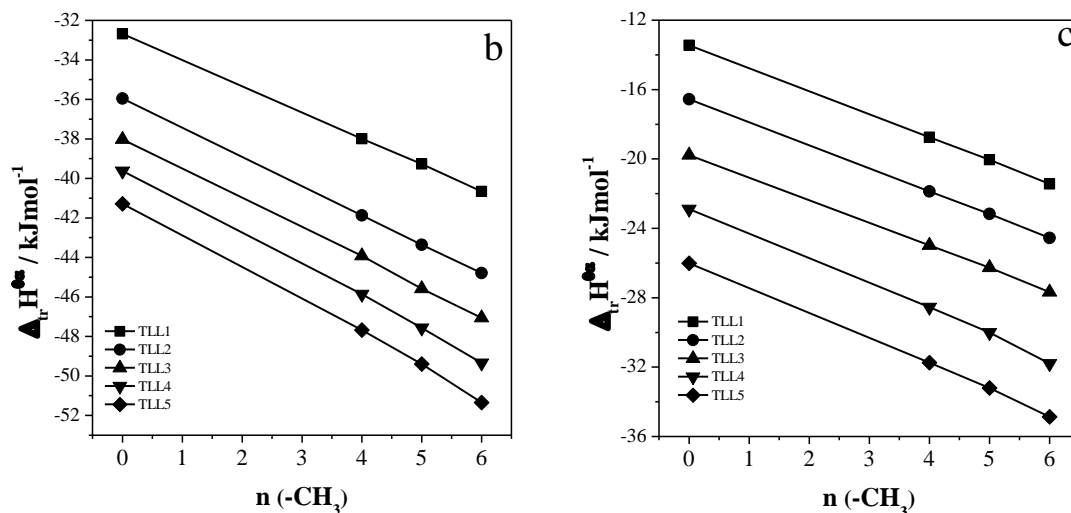 b
-32
-34
-36
-38
-40
-42
-44
-46
-48
-50
-52
H / kJmol-1
tr
TLL1
TLL2
TLL3
TLL4
TLL5
0 1 2 3 4 5 6
n (-CH3)
c
-12
-16
-20
-24
-28
-32
-36
H / kJmol-1
tr
TLL1
TLL2
TLL3
TLL4
TLL5
0 1 2 3 4 5 6
n (-CH3)